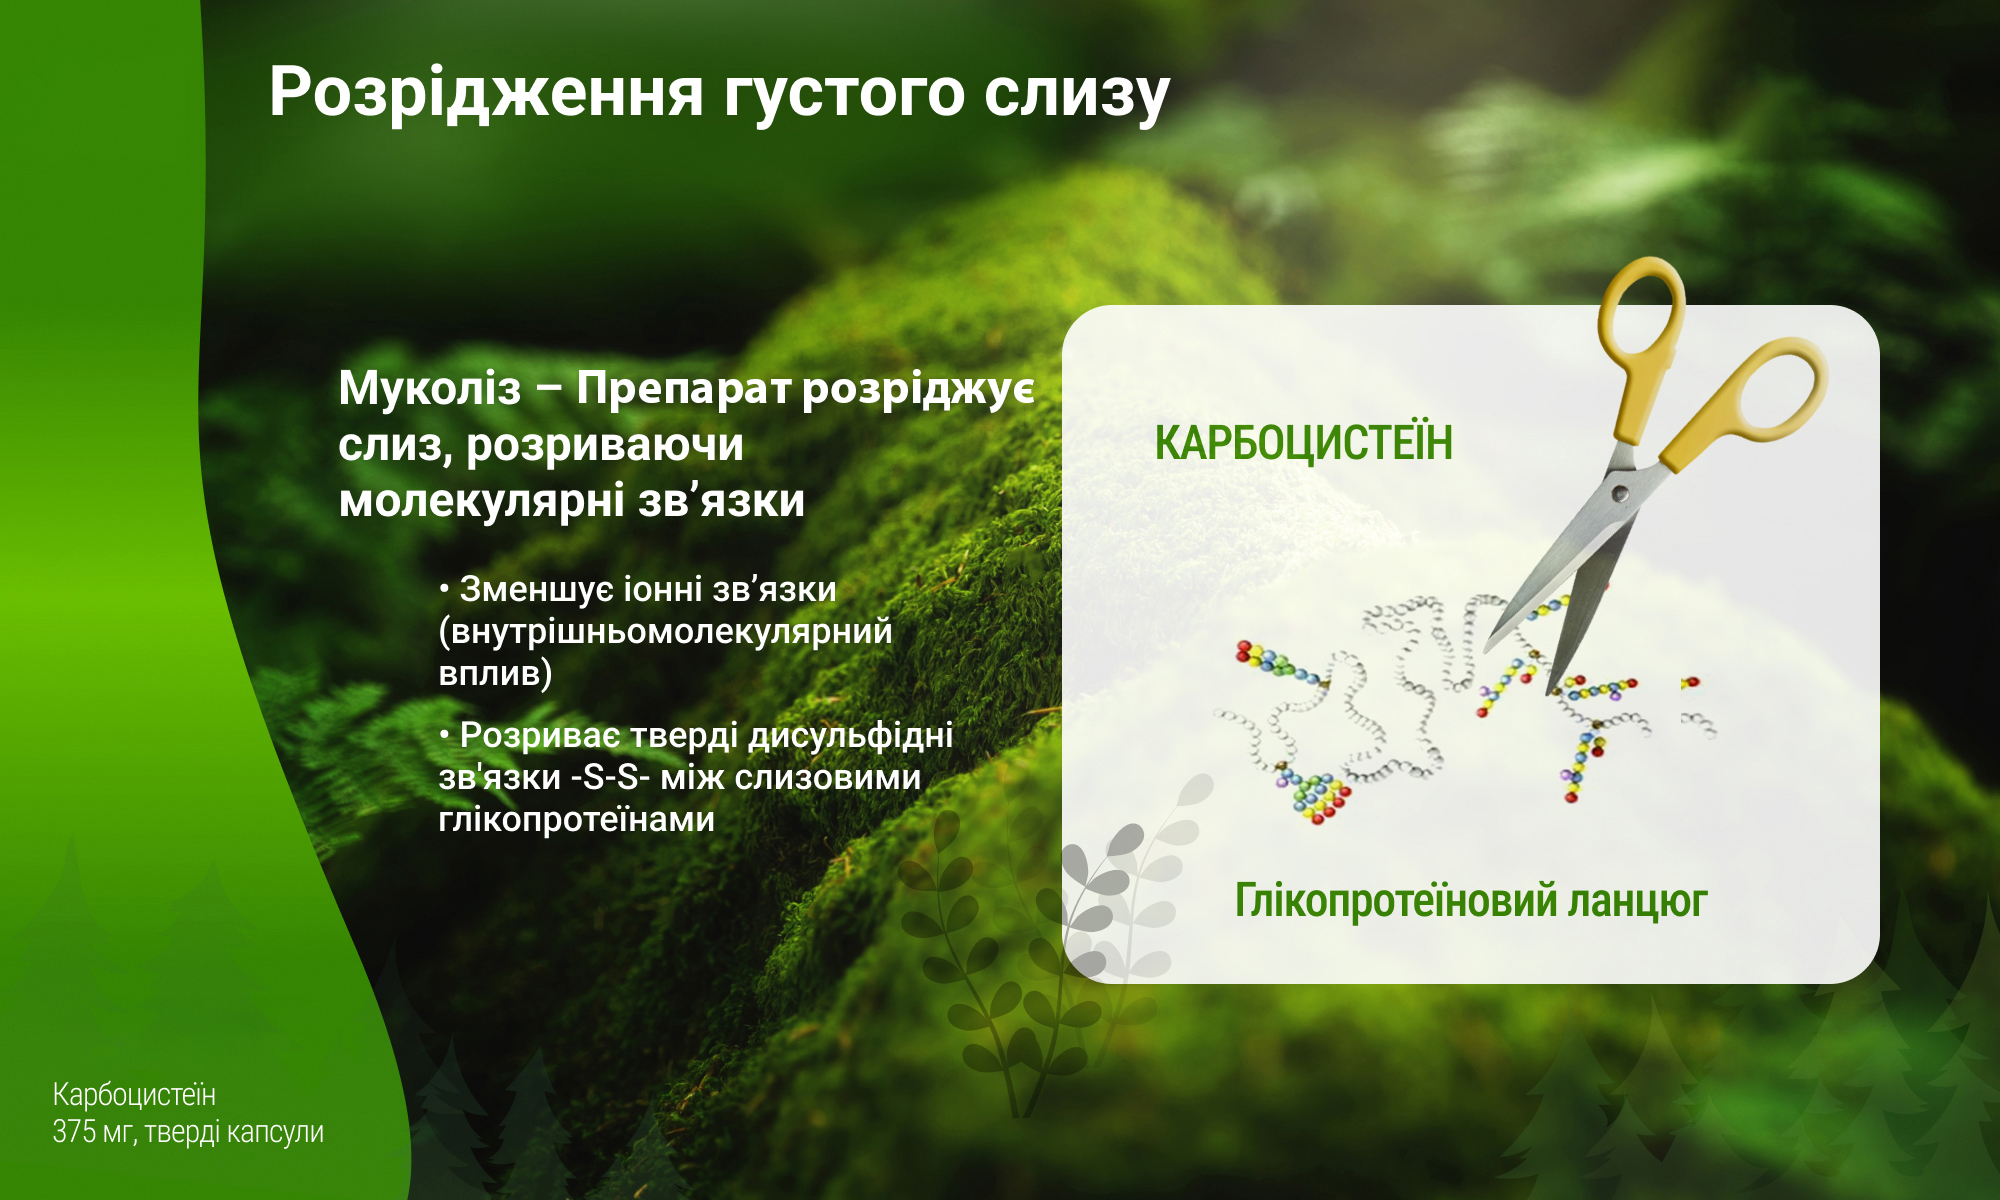 Розрідження густого слизу
Муколіз – Препарат розріджує
слиз, розриваючи
молекулярні зв’язки
• Зменшує іонні зв’язки
(внутрішньомолекулярний
вплив)
• Розриває тверді дисульфідні
зв'язки -S-S- між слизовими
глікопротеїнами
КАРБОЦИСТЕЇН
Глікопротеїновий ланцюг
Карбоцистеїн
375 мг, тверді капсули